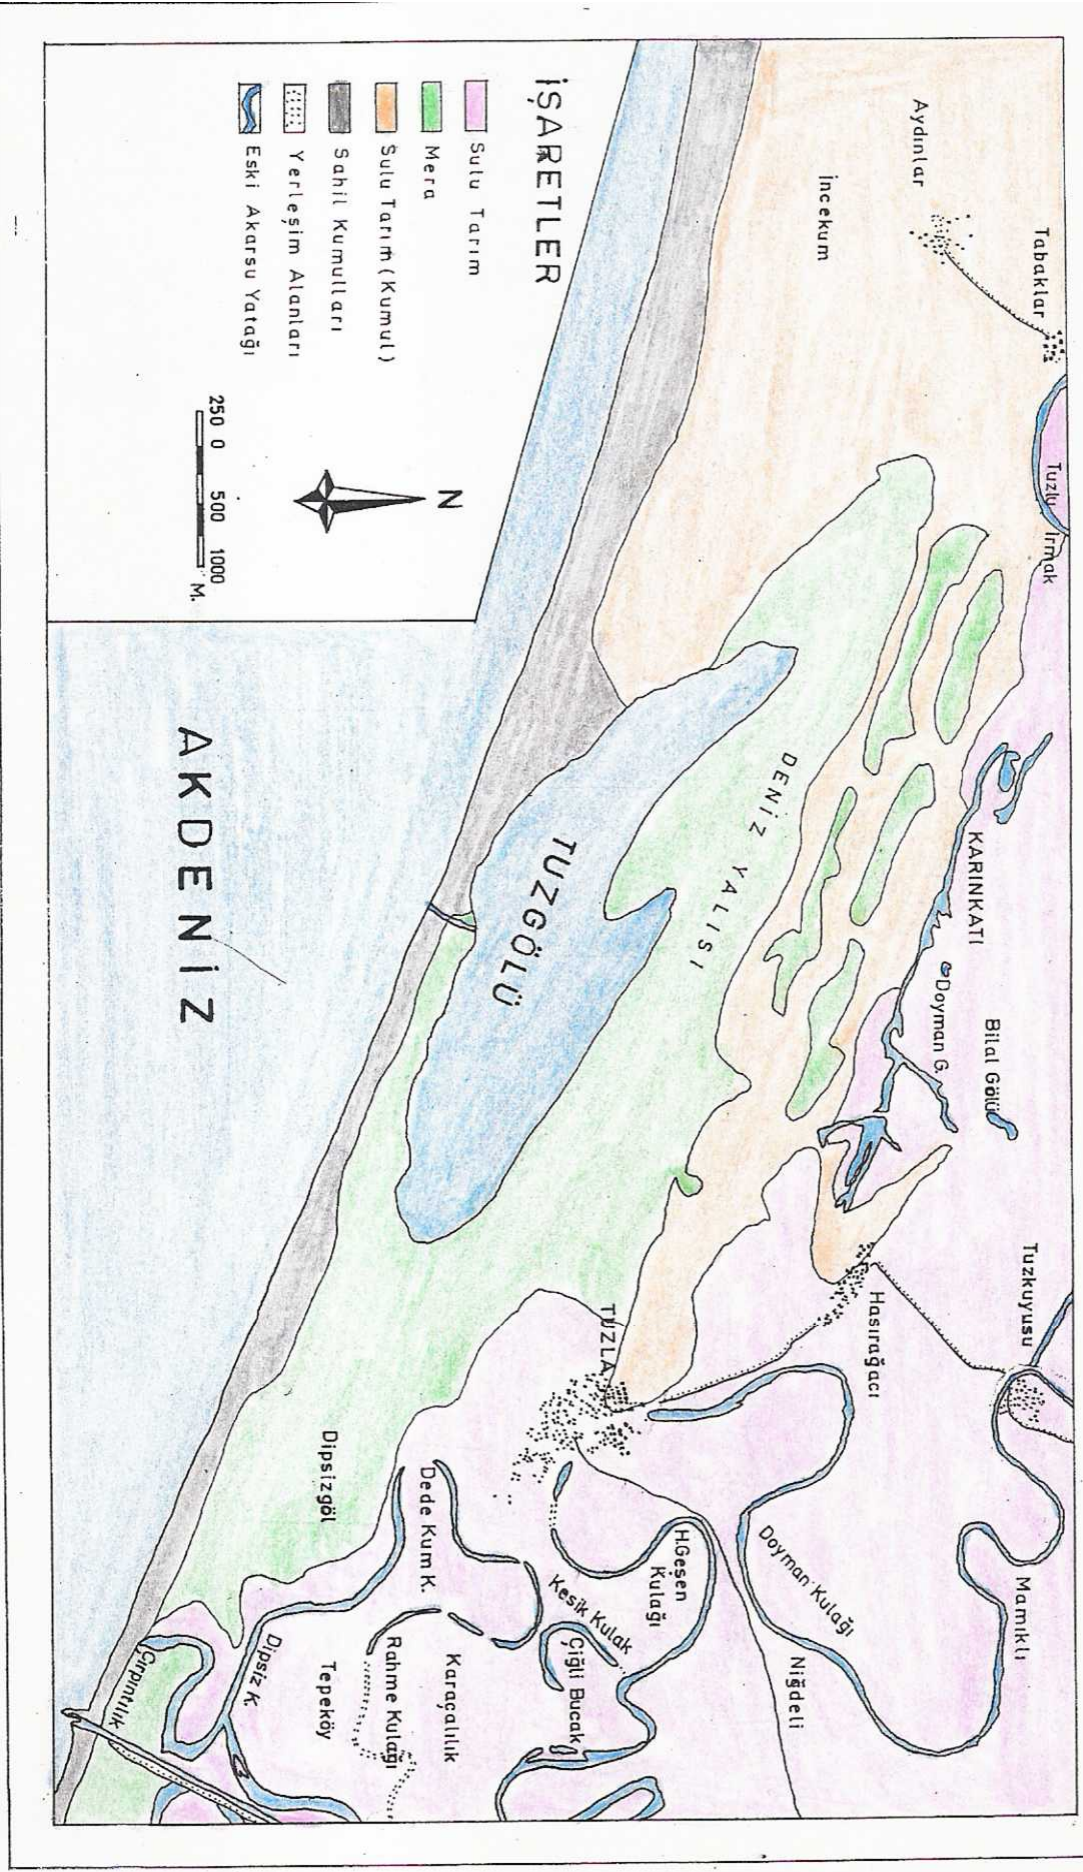 Aydınlar
Tabaklar
İncekum
Tuzlu Irmak
KARINKATI
Doyman G.
Bilal Gölü
Tuzkuyusu
Hasırağacı
DENİZ YALISI
TUZGÖLÜ
TUZLA
Doyman Kulağı
Mamıklı
Niğdeli
H.Geşen
Kulağı
Kesik Kulak
Çiğli Bucak
Dede Kum K.
Dipsizgöl
Karaçalılık
Rahme Kulağı
Tepeköy
Dipsiz K.
Çırpıntılık
AKDENİZ
İŞARETLER
Sulu Tarım
Mera
Sulu Tarım (Kumul)
Sahil Kumulları
Yerleşim Alanları
Eski Akarsu Yatağı
N
250 0 500 1000 M.